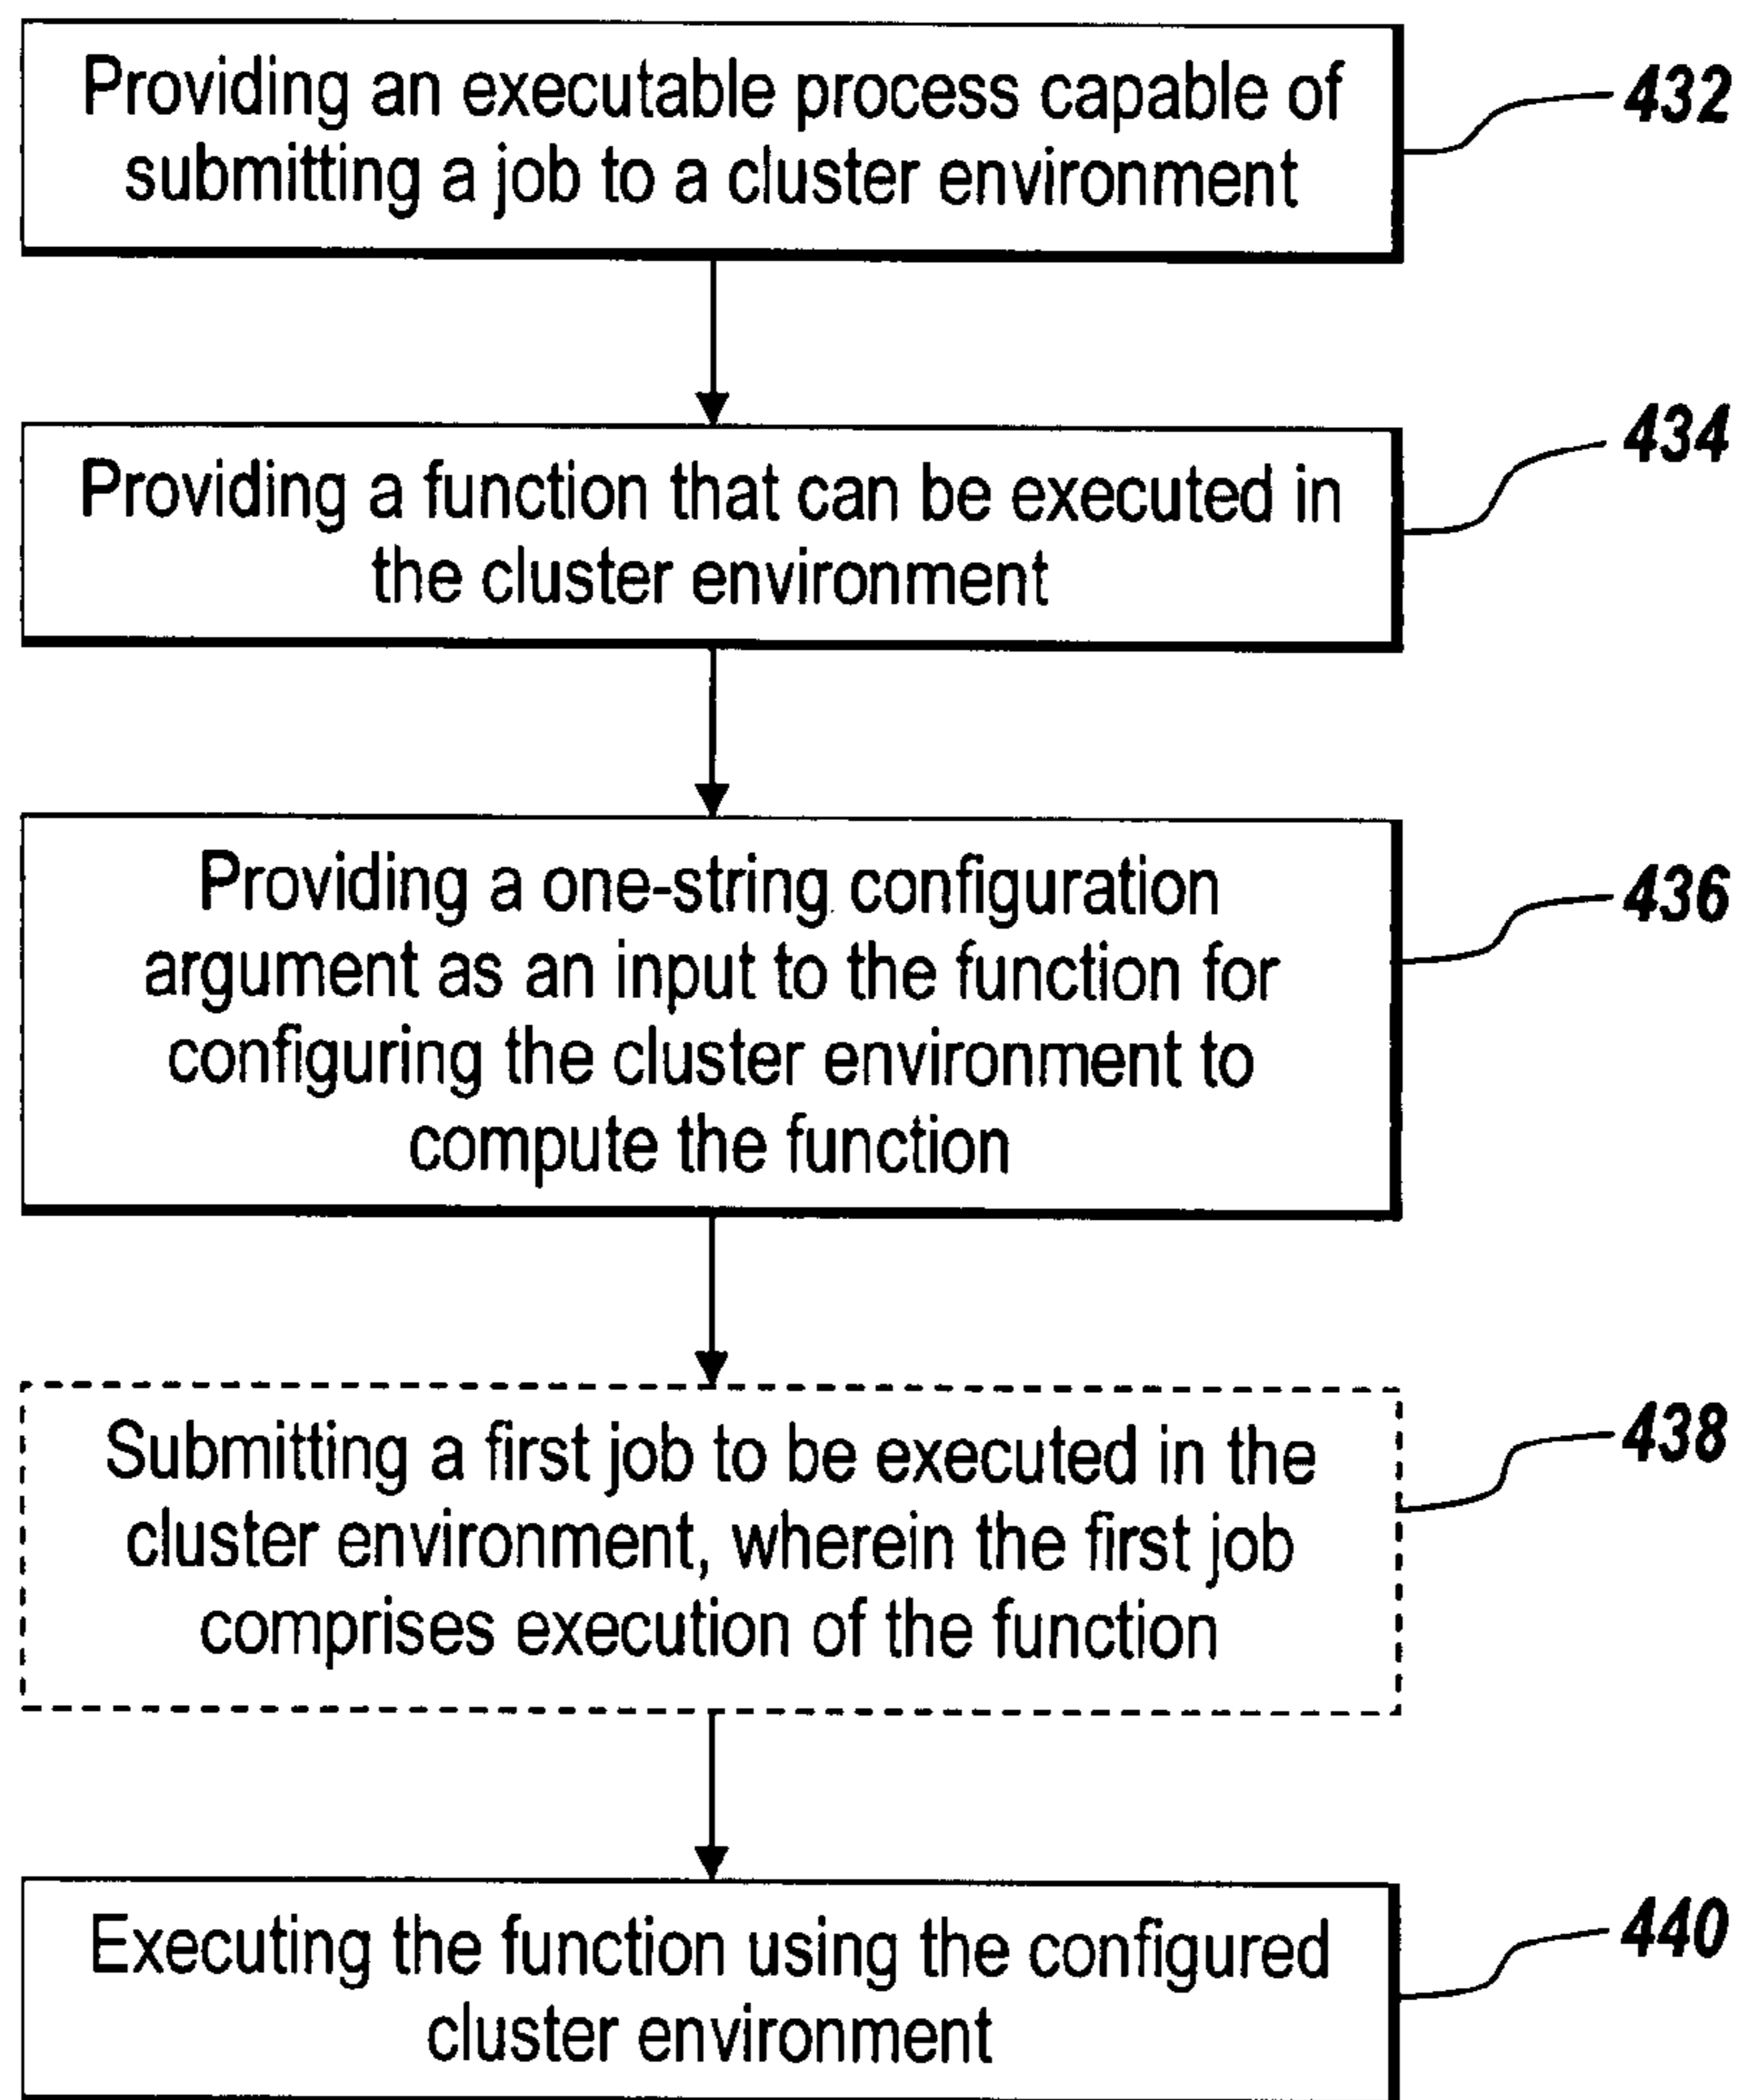 Providing an executable process capable of
submitting a job to a cluster environment
432
Providing a function that can be executed in
the cluster environment
434
Providing a one-string configuration
argument as an input to the function for
configuring the cluster environment to
compute the function
436
Submitting a first job to be executed in the
cluster environment, wherein the first job
comprises execution of the function
438
Executing the function using the configured
cluster environment
440